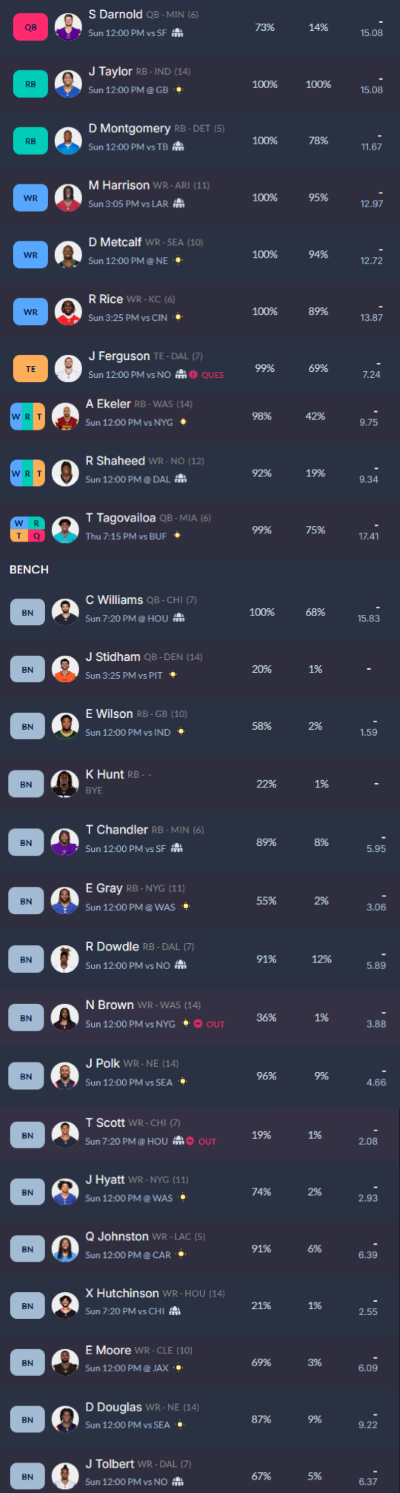 QB S Darnold QB - MIN (6) 73% 14% -
Sun 12:00 PM vs SF 15.08
RB J Taylor RB - IND (14) 100% 100% -
Sun 12:00 PM @ GB 15.08
RB D Montgomery RB - DET (5) 100% 78% -
Sun 12:00 PM vs TB 11.67
WR M Harrison WR - ARI (11) 100% 95% -
Sun 3:05 PM vs LAR 12.97
WR D Metcalf WR - SEA (10) 100% 94% -
Sun 12:00 PM @ NE 12.72
WR R Rice WR - KC (6) 100% 89% -
Sun 3:25 PM vs CIN 13.87
TE J Ferguson TE - DAL (7) 99% 69% -
Sun 12:00 PM vs NO QUES 7.24
W R T A Ekeler RB - WAS (14) 98% 42% -
Sun 12:00 PM vs NYG 9.75
W R T R Shaheed WR - NO (12) 92% 19% -
Sun 12:00 PM @ DAL 9.34
W R T Q T Tagovailoa QB - MIA (6) 99% 75% -
Thu 7:15 PM vs BUF 17.41
BENCH
BN C Williams QB - CHI (7) 100% 68% -
Sun 7:20 PM @ HOU 15.83
BN J Stidham QB - DEN (14) 20% 1% -
Sun 3:25 PM vs PIT
BN E Wilson RB - GB (10) 58% 2% -
Sun 12:00 PM vs IND 1.59
BN K Hunt RB - - 22% 1% -
BYE
BN T Chandler RB - MIN (6) 89% 8% -
Sun 12:00 PM vs SF 5.95
BN E Gray RB - NYG (11) 55% 2% -
Sun 12:00 PM @ WAS 3.06
BN R Dowdle RB - DAL (7) 91% 12% -
Sun 12:00 PM vs NO 5.89
BN N Brown WR - WAS (14) 36% 1% -
Sun 12:00 PM vs NYG OUT 3.88
BN J Polk WR - NE (14) 96% 9% -
Sun 12:00 PM vs SEA 4.66
BN T Scott WR - CHI (7) 19% 1% -
Sun 7:20 PM @ HOU OUT 2.08
BN J Hyatt WR - NYG (11) 74% 2% -
Sun 12:00 PM @ WAS 2.93
BN Q Johnston WR - LAC (5) 91% 6% -
Sun 12:00 PM @ CAR 6.39
BN X Hutchinson WR - HOU (14) 21% 1% -
Sun 7:20 PM vs CHI 2.55
BN E Moore WR - CLE (10) 69% 3% -
Sun 12:00 PM @ JAX 6.09
BN D Douglas WR - NE (14) 87% 9% -
Sun 12:00 PM vs SEA 9.22
BN J Tolbert WR - DAL (7) 67% 5% -
Sun 12:00 PM vs NO 6.37